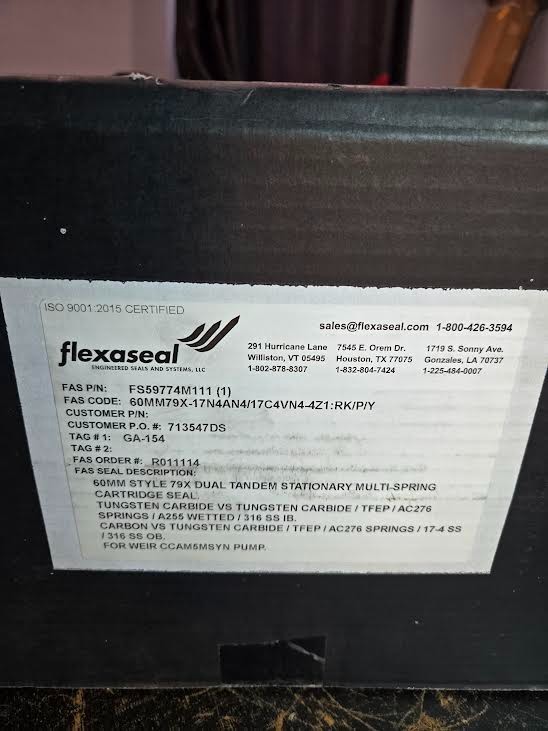 ISO 9001:2015 CERTIFIED
flexaseal
ENGINEERED SEALS AND SYSTEMS, LLC
sales@flexaseal.com 1-800-426-3594
291 Hurricane Lane
Williston, VT 05495
1-802-878-8307
7545 E. Orem Dr.
Houston, TX 77075
1-832-804-7424
1719 S. Sonny Ave.
Gonzales, LA 70737
1-225-484-0007
FAS P/N: FS59774M111 (1)
FAS CODE: 60MM79X-17N4AN4/17C4VN4-4Z1:RK/P/Y
CUSTOMER P/N:
CUSTOMER P.O. #: 713547DS
TAG # 1: GA-154
TAG # 2:
FAS ORDER #: R011114
FAS SEAL DESCRIPTION:
60MM STYLE 79X DUAL TANDEM STATIONARY MULTI-SPRING
CARTRIDGE SEAL.
TUNGSTEN CARBIDE VS TUNGSTEN CARBIDE / TFEP / AC276
SPRINGS / A255 WETTED / 316 SS IB.
CARBON VS TUNGSTEN CARBIDE / TFEP / AC276 SPRINGS / 17-4 SS
/ 316 SS OB.
FOR WEIR CCAM5MSYN PUMP.